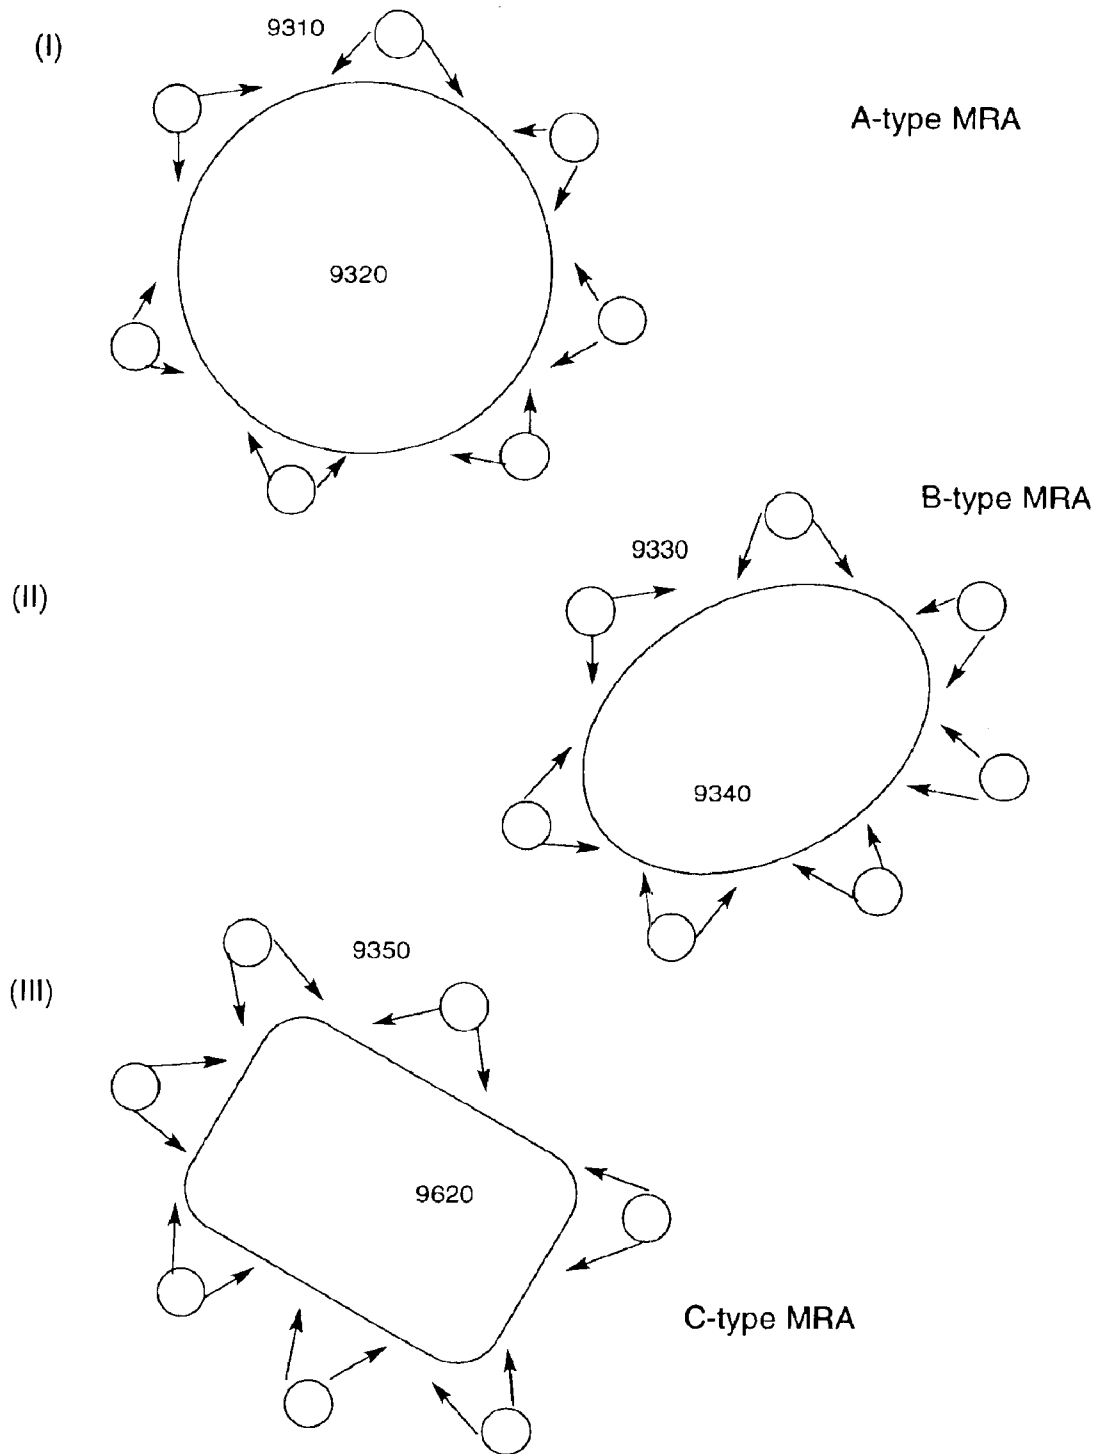 (I)
9310
A-type MRA
9320
B-type MRA
9330
(II)
9340
9350
(III)
9620
C-type MRA